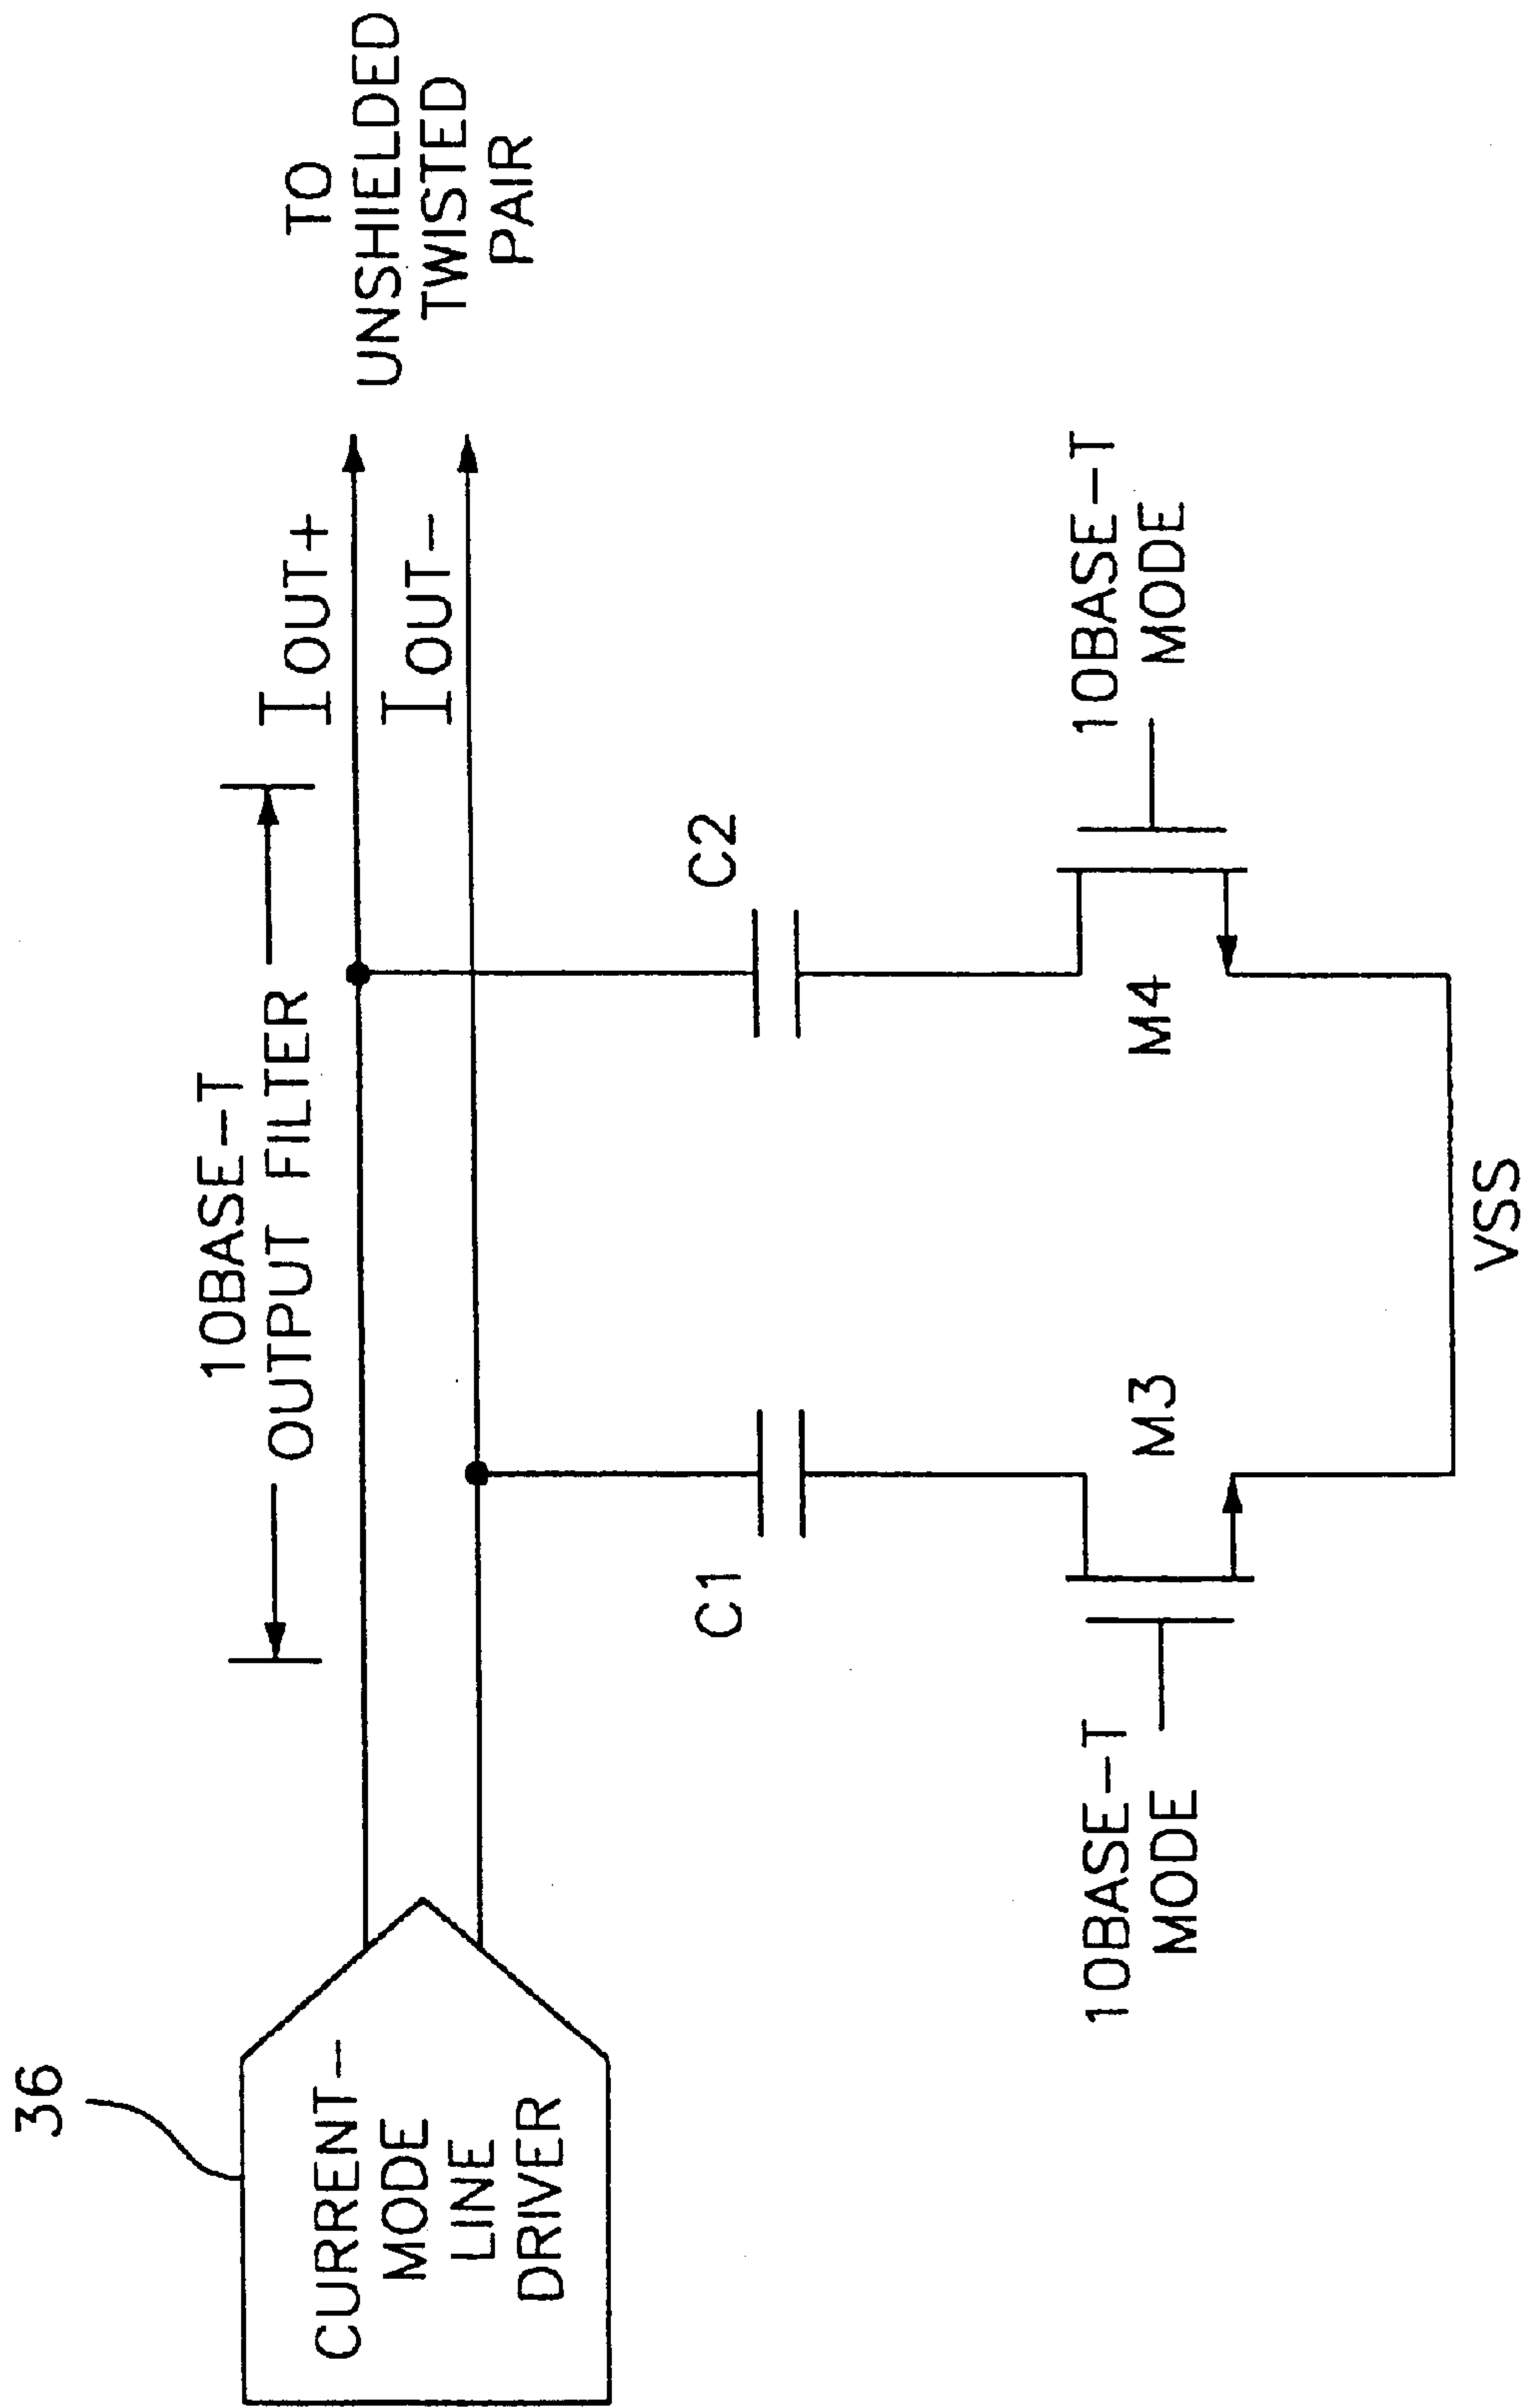 36
CURRENT-
MODE
LINE
DRIVER
10BASE-T
OUTPUT FILTER
IOUT+
IOUT-
TO
UNSHIELDED
TWISTED
PAIR
C1
C2
10BASE-T
MODE
M3
M4
10BASE-T
MODE
VSS